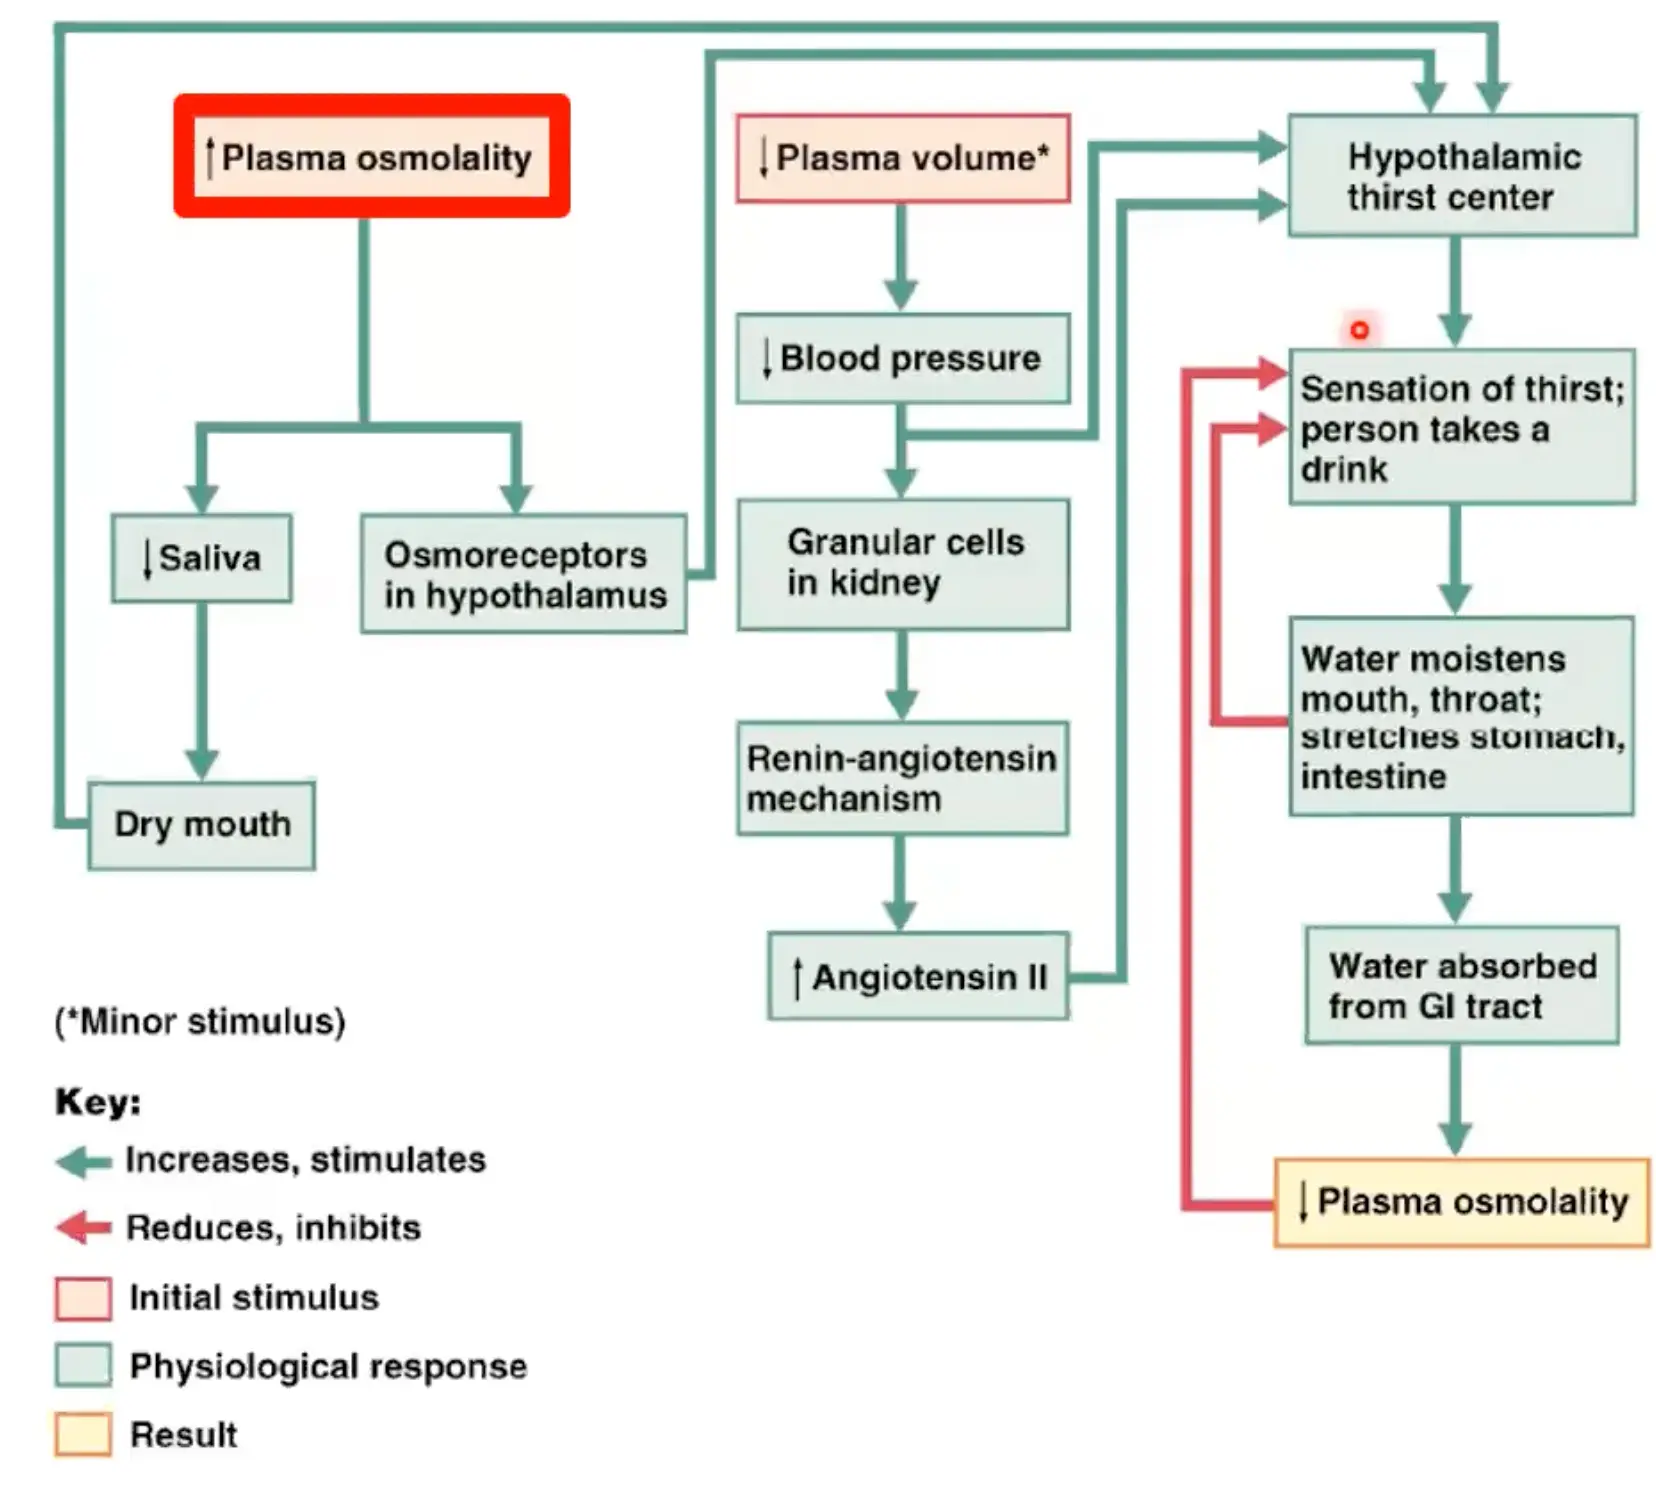 ↑ Plasma osmolality
↓ Plasma volume*
Hypothalamic
thirst center
↓ Blood pressure
Sensation of thirst;
person takes a
drink
↓ Saliva
Osmoreceptors
in hypothalamus
Granular cells
in kidney
Water moistens
mouth, throat;
stretches stomach,
intestine
Renin-angiotensin
mechanism
Dry mouth
↑ Angiotensin II
Water absorbed
from GI tract
↓ Plasma osmolality
(*Minor stimulus)
Key:
Increases, stimulates
Reduces, inhibits
Initial stimulus
Physiological response
Result